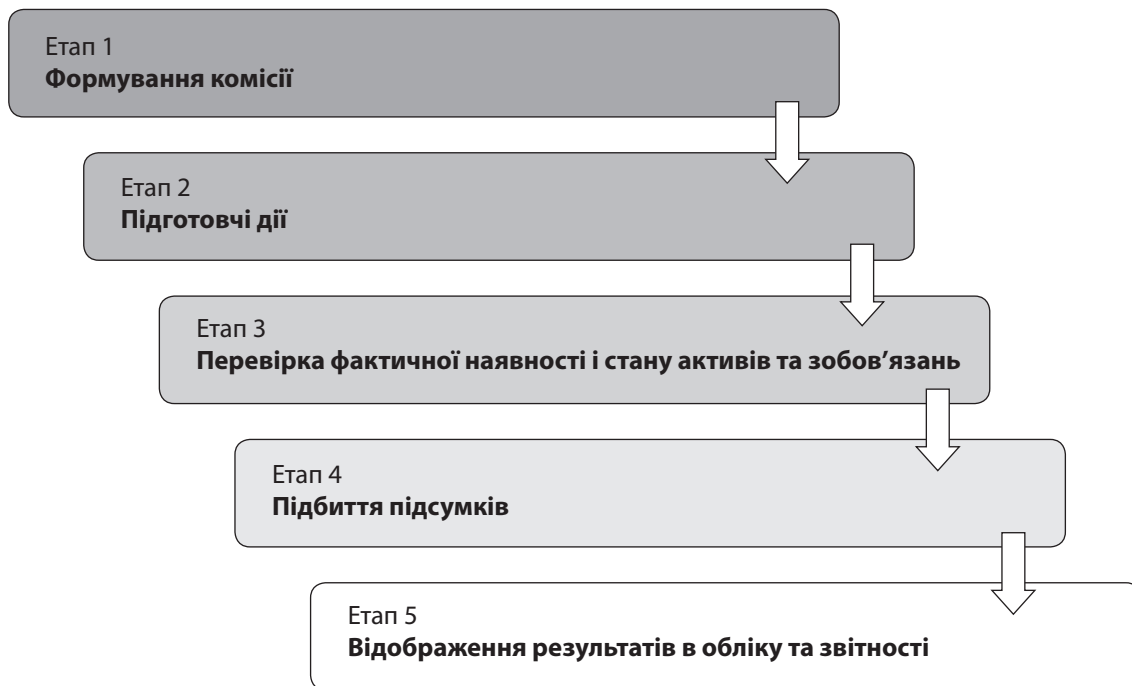 Етап 1
Формування комісії
Етап 2
Підготовчі дії
Етап 3
Перевірка фактичної наявності і стану активів та зобов’язань
Етап 4
Підбиття підсумків
Етап 5
Відображення результатів в обліку та звітності